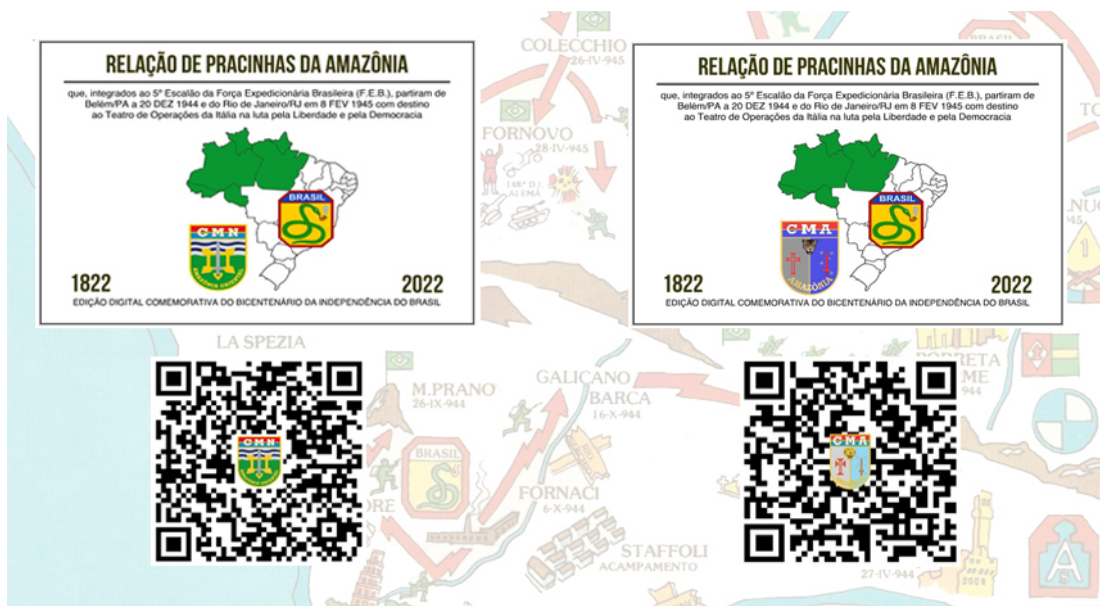 RELAÇÃO DE PRACINHAS DA AMAZÔNIA
que, integrados ao 5º Escalão da Força Expedicionária Brasileira (F.E.B.), partiram de
Belém/PA a 20 DEZ 1944 e do Rio de Janeiro/RJ em 8 FEV 1945 com destino
ao Teatro de Operações da Itália na luta pela Liberdade e pela Democracia
BRASIL
CMN
AMAZÔNIA ORIENTAL
1822
2022
EDIÇÃO DIGITAL COMEMORATIVA DO BICENTENÁRIO DA INDEPENDÊNCIA DO BRASIL
COLECCHIO
26-IV-945
FORNOVO
28-IV-945
148ª D.I.
ALEMÃ
RELAÇÃO DE PRACINHAS DA AMAZÔNIA
que, integrados ao 5º Escalão da Força Expedicionária Brasileira (F.E.B.), partiram de
Belém/PA a 20 DEZ 1944 e do Rio de Janeiro/RJ em 8 FEV 1945 com destino
ao Teatro de Operações da Itália na luta pela Liberdade e pela Democracia
BRASIL
CMA
AMAZÔNIA
1822
2022
EDIÇÃO DIGITAL COMEMORATIVA DO BICENTENÁRIO DA INDEPENDÊNCIA DO BRASIL
LA SPEZIA
CMN
M.PRANO
26-IX-944
GALICANO
BARCA
16-X-944
BRASIL
FORNACI
6-X-944
STAFFOLI
ACAMPAMENTO
CMA
27-IV-944